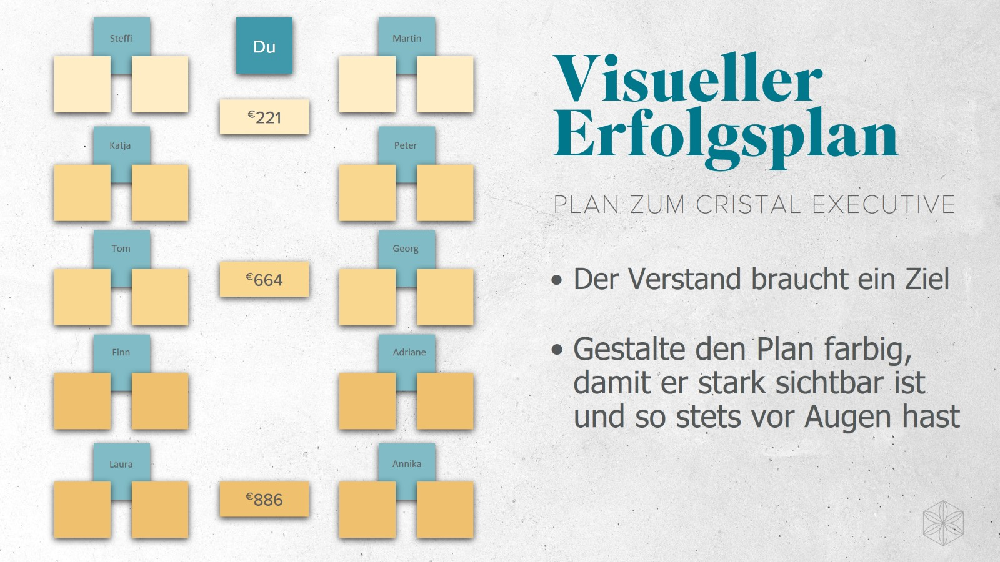 Steffi
Du
Martin
€221
Katja
Peter
Tom
Georg
€664
Finn
Adriane
Laura
Annika
€886
Visueller
Erfolgsplan
PLAN ZUM CRISTAL EXECUTIVE
• Der Verstand braucht ein Ziel
• Gestalte den Plan farbig,
damit er stark sichtbar ist
und so stets vor Augen hast